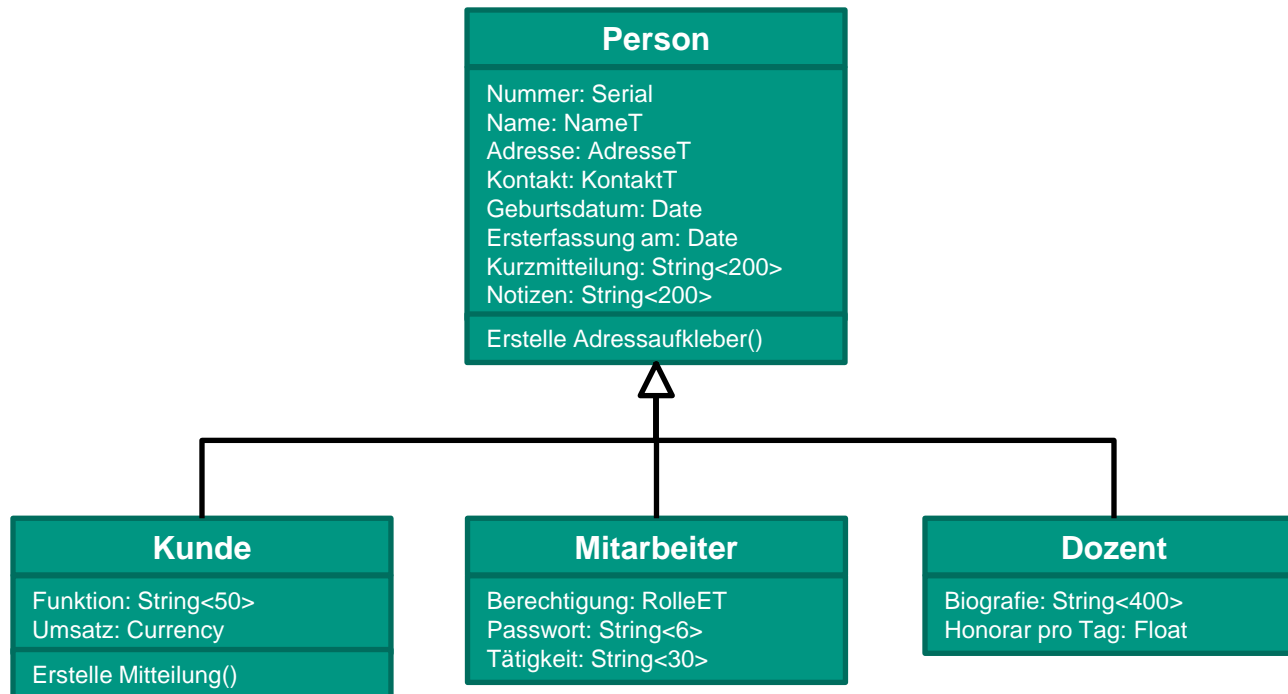 Person
Nummer: Serial
Name: NameT
Adresse: AdresseT
Kontakt: KontaktT
Geburtsdatum: Date
Ersterfassung am: Date
Kurzmitteilung: String<200>
Notizen: String<200>
Erstelle Adressaufkleber()
Kunde
Funktion: String<50>
Umsatz: Currency
Erstelle Mitteilung()
Mitarbeiter
Berechtigung: RolleET
Passwort: String<6>
Tätigkeit: String<30>
Dozent
Biografie: String<400>
Honorar pro Tag: Float